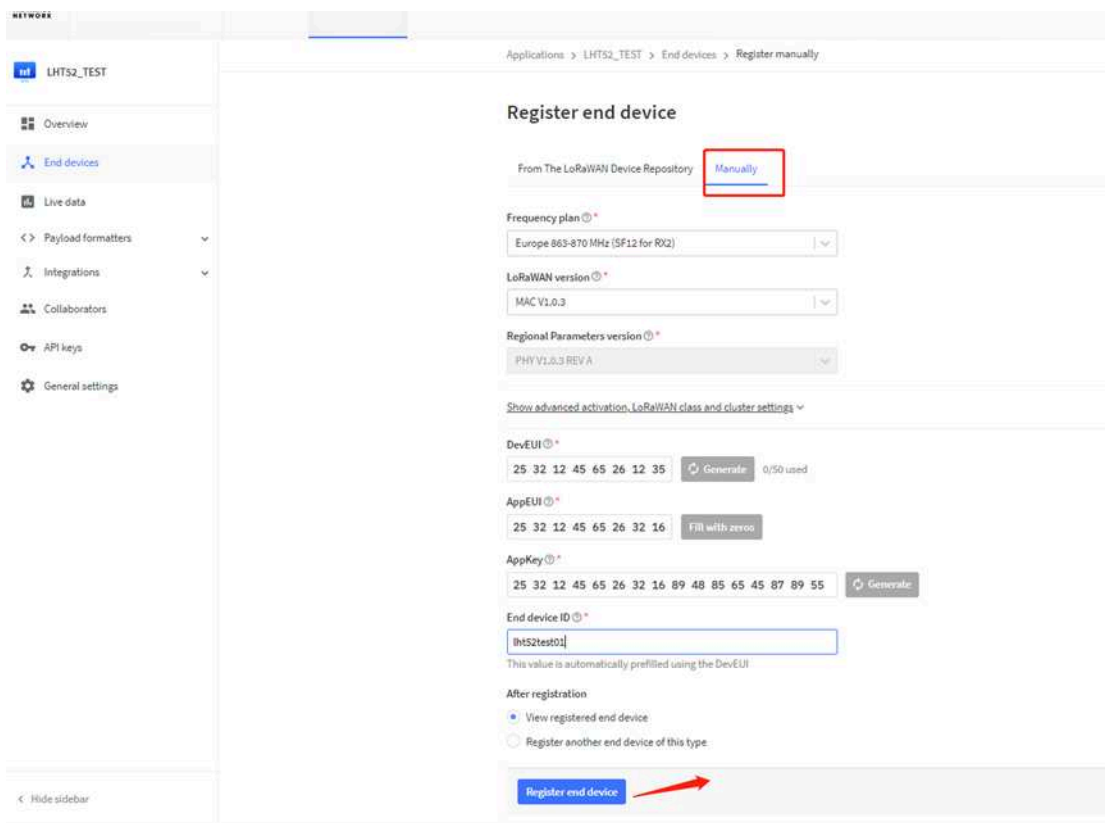 NETWORK
Applications > LHTS2_TEST > End devices > Register manually
LHTS2_TEST
Overview
End devices
Live data
<> Payload formatters
Integrations
Collaborators
API keys
General settings
< Hide sidebar
Register end device
From The LoRaWAN Device Repository Manually
Frequency plan *
Europe 863-870 MHz (SF12 for RX2)
LoRaWAN version *
MAC V1.0.3
Regional Parameters version *
PHY V1.0.3 REV A
Show advanced activation, LoRaWAN class and cluster settings
DevEUI *
25 32 12 45 65 26 12 35 Generate 0/50 used
AppEUI *
25 32 12 45 65 26 32 16 Fill with zeros
AppKey *
25 32 12 45 65 26 32 16 89 48 85 65 45 87 89 55 Generate
End device ID *
lht52test01
This value is automatically prefilled using the DevEUI
After registration
View registered end device
Register another end device of this type
Register end device